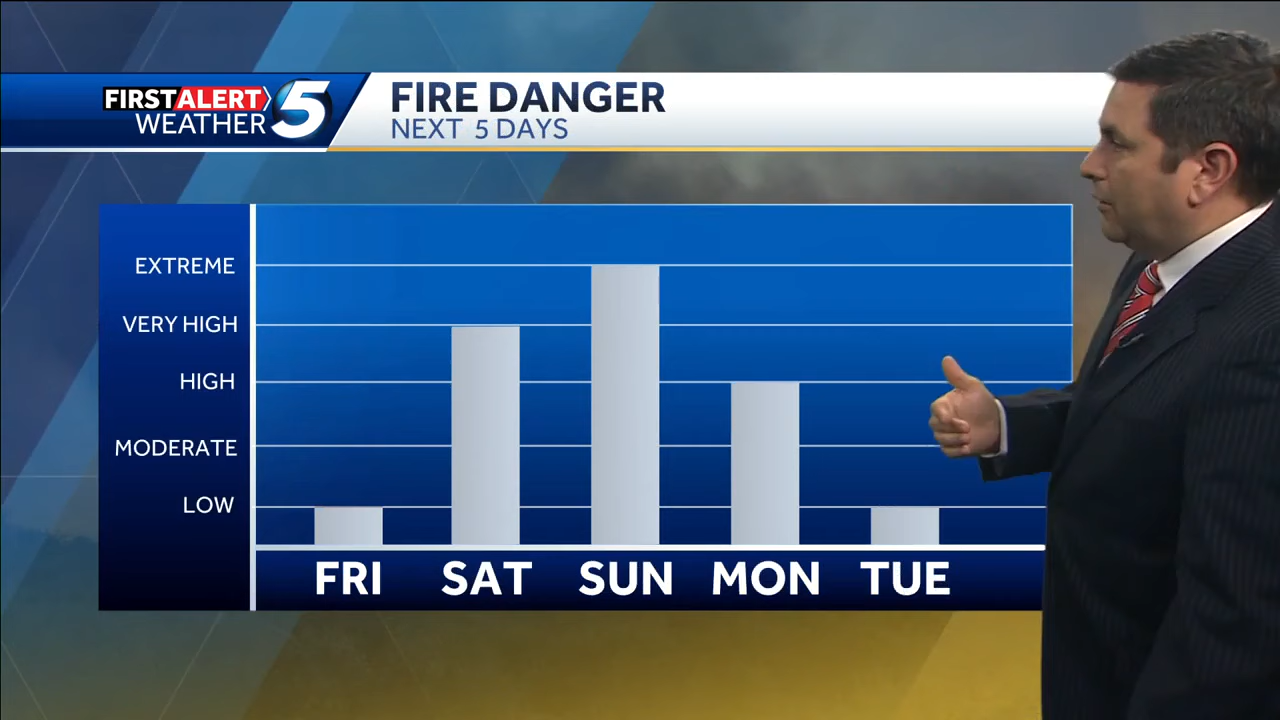 FIRST ALERT
WEATHER 5
FIRE DANGER
NEXT 5 DAYS
EXTREME
VERY HIGH
HIGH
MODERATE
LOW
FRI SAT SUN MON TUE